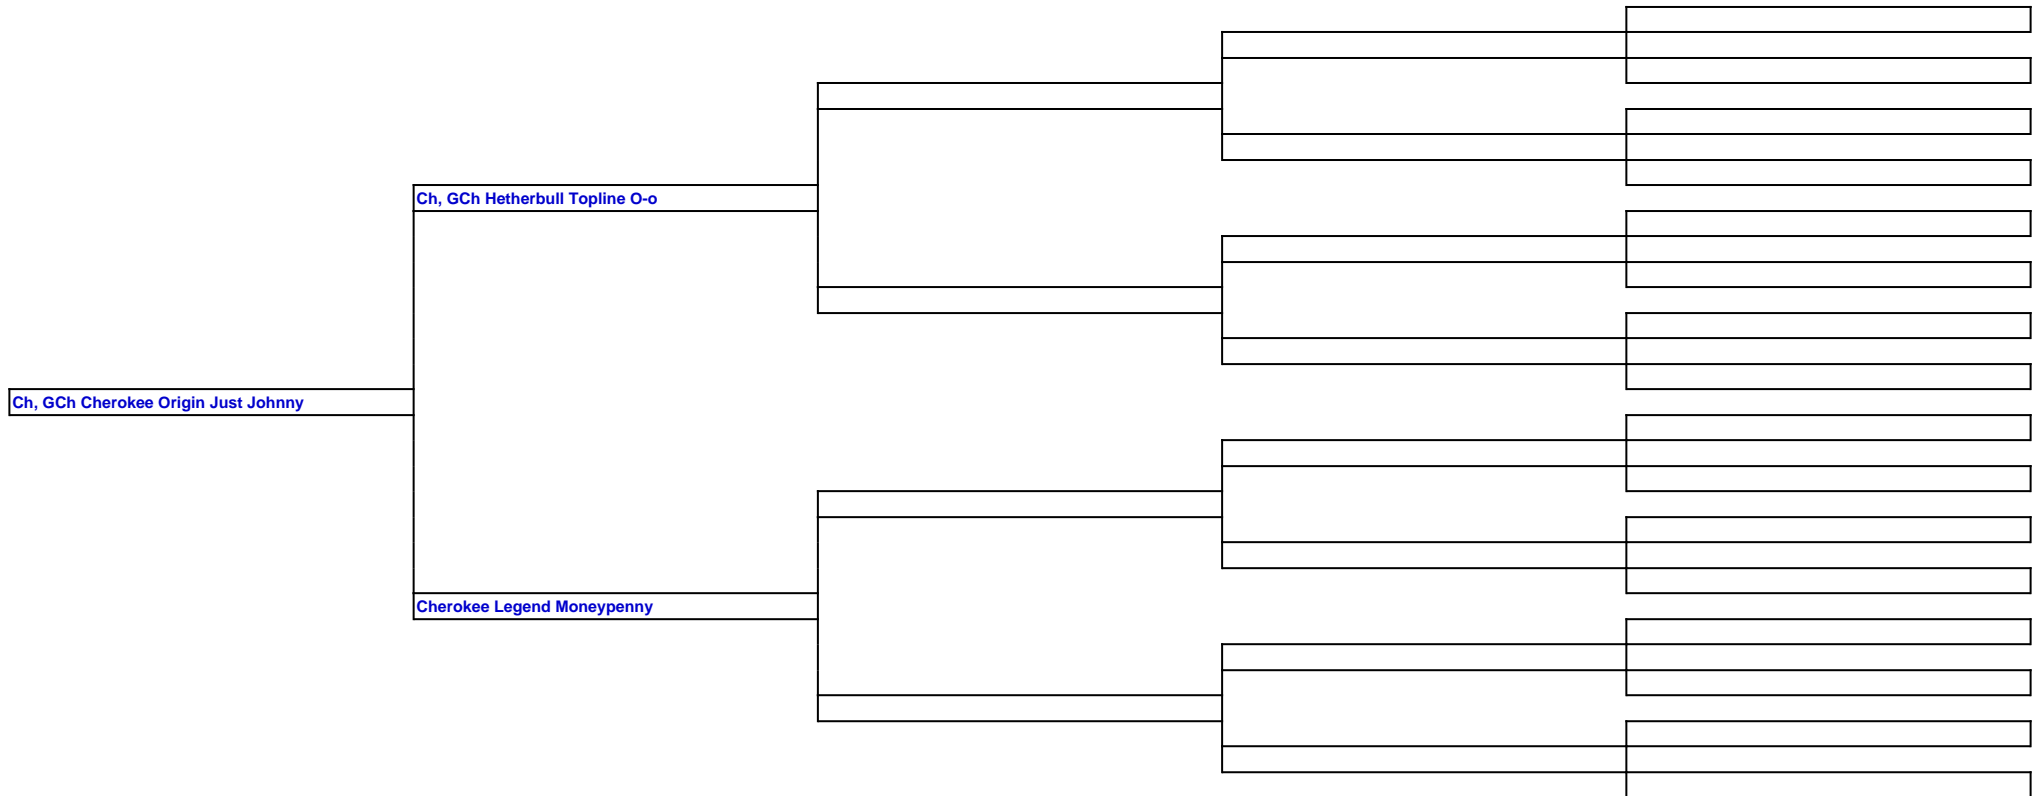 Ch, GCh Hetherbull Topline O-o
Ch, GCh Cherokee Origin Just Johnny
Cherokee Legend Moneypenny